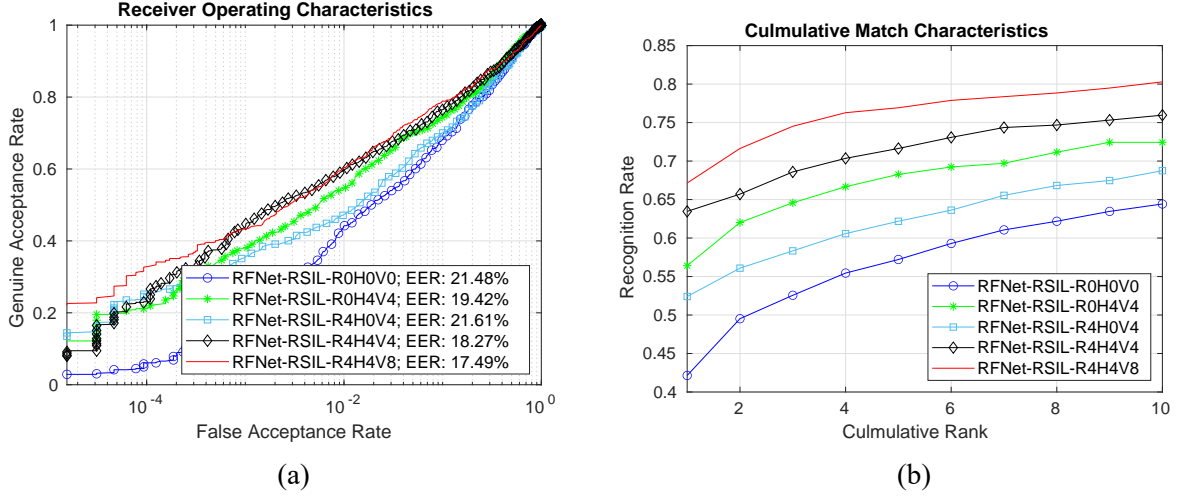 Receiver Operating Characteristics
Genuine Acceptance Rate
1
0.8
0.6
0.4
0.2
0
RFNet-RSIL-R0H0V0; EER: 21.48%
RFNet-RSIL-R0H4V4; EER: 19.42%
RFNet-RSIL-R4H0V4; EER: 21.61%
RFNet-RSIL-R4H4V4; EER: 18.27%
RFNet-RSIL-R4H4V8; EER: 17.49%
10⁻⁴ 10⁻² 10⁰
False Acceptance Rate
(a)
Culmulative Match Characteristics
Recognition Rate
0.85
0.8
0.75
0.7
0.65
0.6
0.55
0.5
0.45
0.4
RFNet-RSIL-R0H0V0
RFNet-RSIL-R0H4V4
RFNet-RSIL-R4H0V4
RFNet-RSIL-R4H4V4
RFNet-RSIL-R4H4V8
2 4 6 8 10
Culmulative Rank
(b)